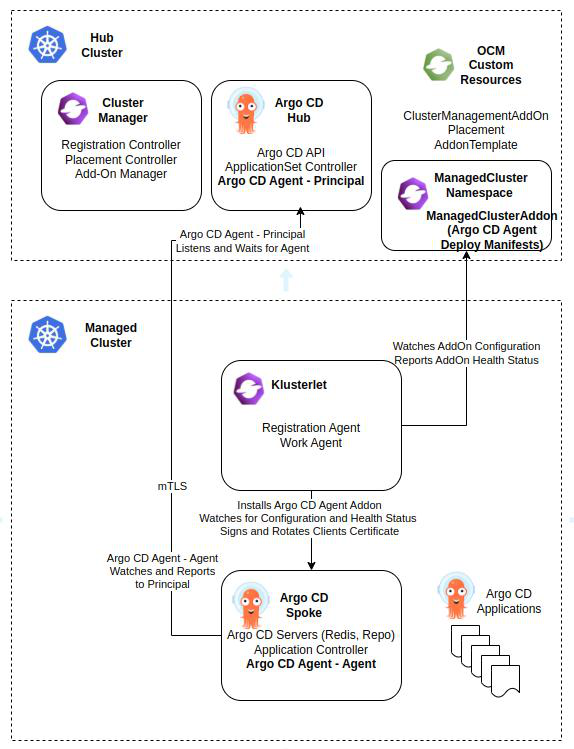 Hub
Cluster
OCM
Custom
Resources
ClusterManagementAddOn
Placement
AddonTemplate
Cluster
Manager
Registration Controller
Placement Controller
Add-On Manager
Argo CD
Hub
Argo CD API
ApplicationSet Controller
Argo CD Agent - Principal
ManagedCluster
Namespace
ManagedClusterAddon
(Argo CD Agent
Deploy Manifests)
Argo CD Agent - Principal
Listens and Waits for Agent
Managed
Cluster
Watches AddOn Configuration
Reports AddOn Health Status
Klusterlet
Registration Agent
Work Agent
mTLS
Installs Argo CD Agent Addon
Watches for Configuration and Health Status
Signs and Rotates Clients Certificate
Argo CD Agent - Agent
Watches and Reports
to Principal
Argo CD
Spoke
Argo CD Servers (Redis, Repo)
Application Controller
Argo CD Agent - Agent
Argo CD
Applications